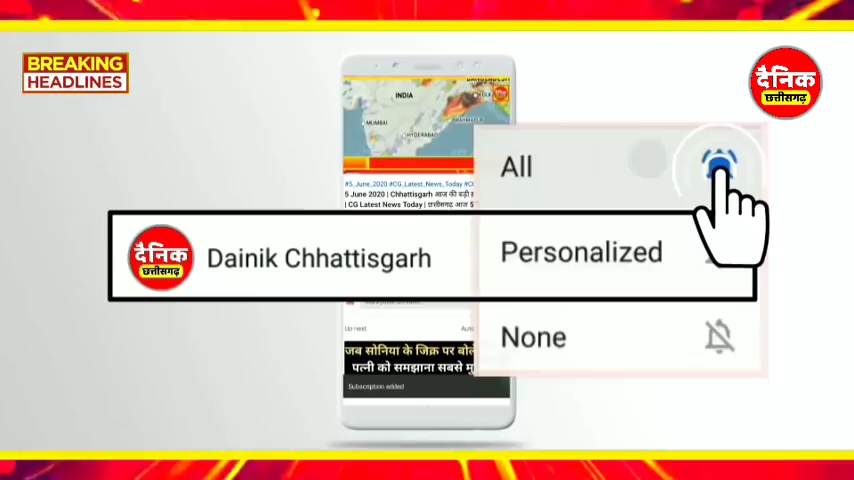 BREAKING
HEADLINES
दैनिक
छत्तीसगढ़
INDIA
MUMBAI
HYDERABAD
#5_June_2020 #CG_Latest_News_Today
5 June 2020 | Chhattisgarh आज की बड़ी
| CG Latest News Today | छत्तीसगढ़ आज 5
All
दैनिक
छत्तीसगढ़
Dainik Chhattisgarh
Personalized
None
Up next
जब सोनिया के जिक्र पर बोले
पत्नी को समझाना सबसे
Subscription added